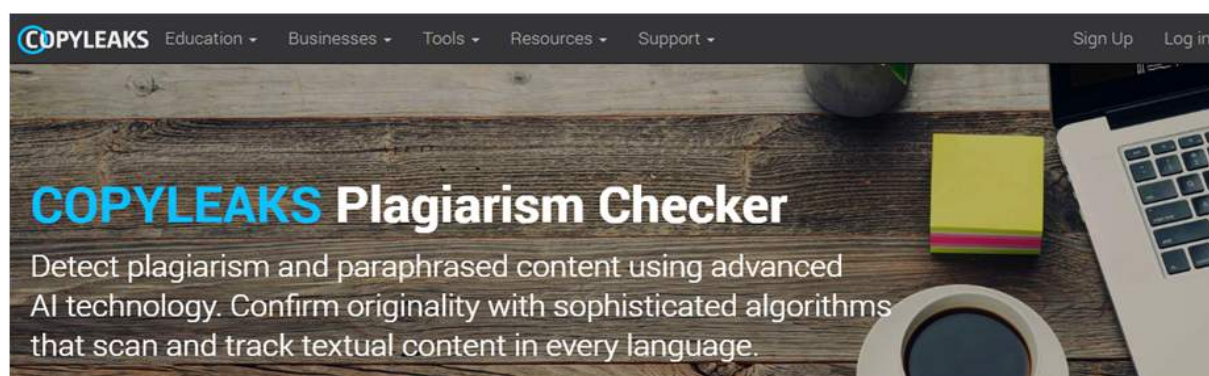 COPYLEAKS Education Businesses Tools Resources Support Sign Up Log in
COPYLEAKS Plagiarism Checker
Detect plagiarism and paraphrased content using advanced
AI technology. Confirm originality with sophisticated algorithms
that scan and track textual content in every language.